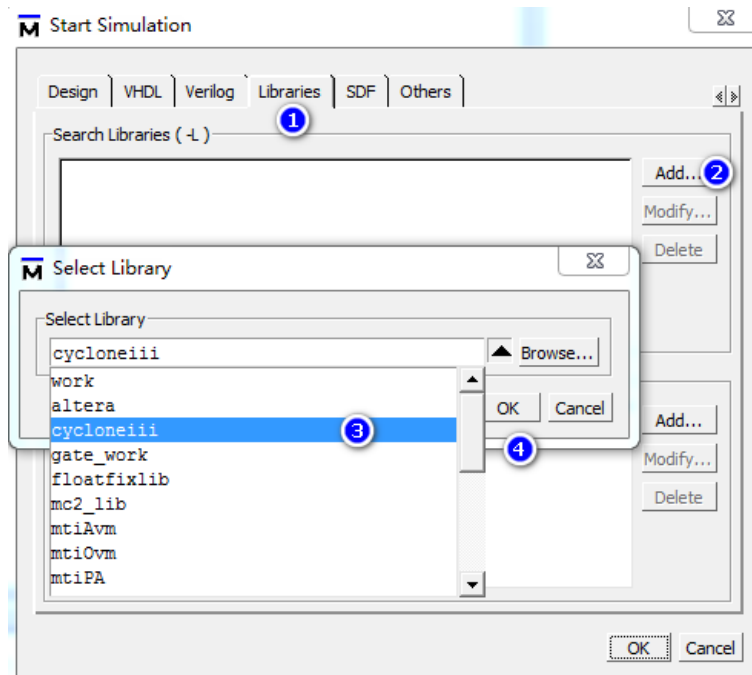 M Start Simulation
Design VHDL Verilog Libraries SDF Others
1
Search Libraries ( -L )
Add... 2
Modify...
Delete
M Select Library
Select Library
cycloneiii Browse...
work
altera
cycloneiii 3
gate_work
floatfixlib
mc2_lib
mtiAvm
mtiOvm
mtiPA
OK Cancel
4
Add...
Modify...
Delete
OK Cancel